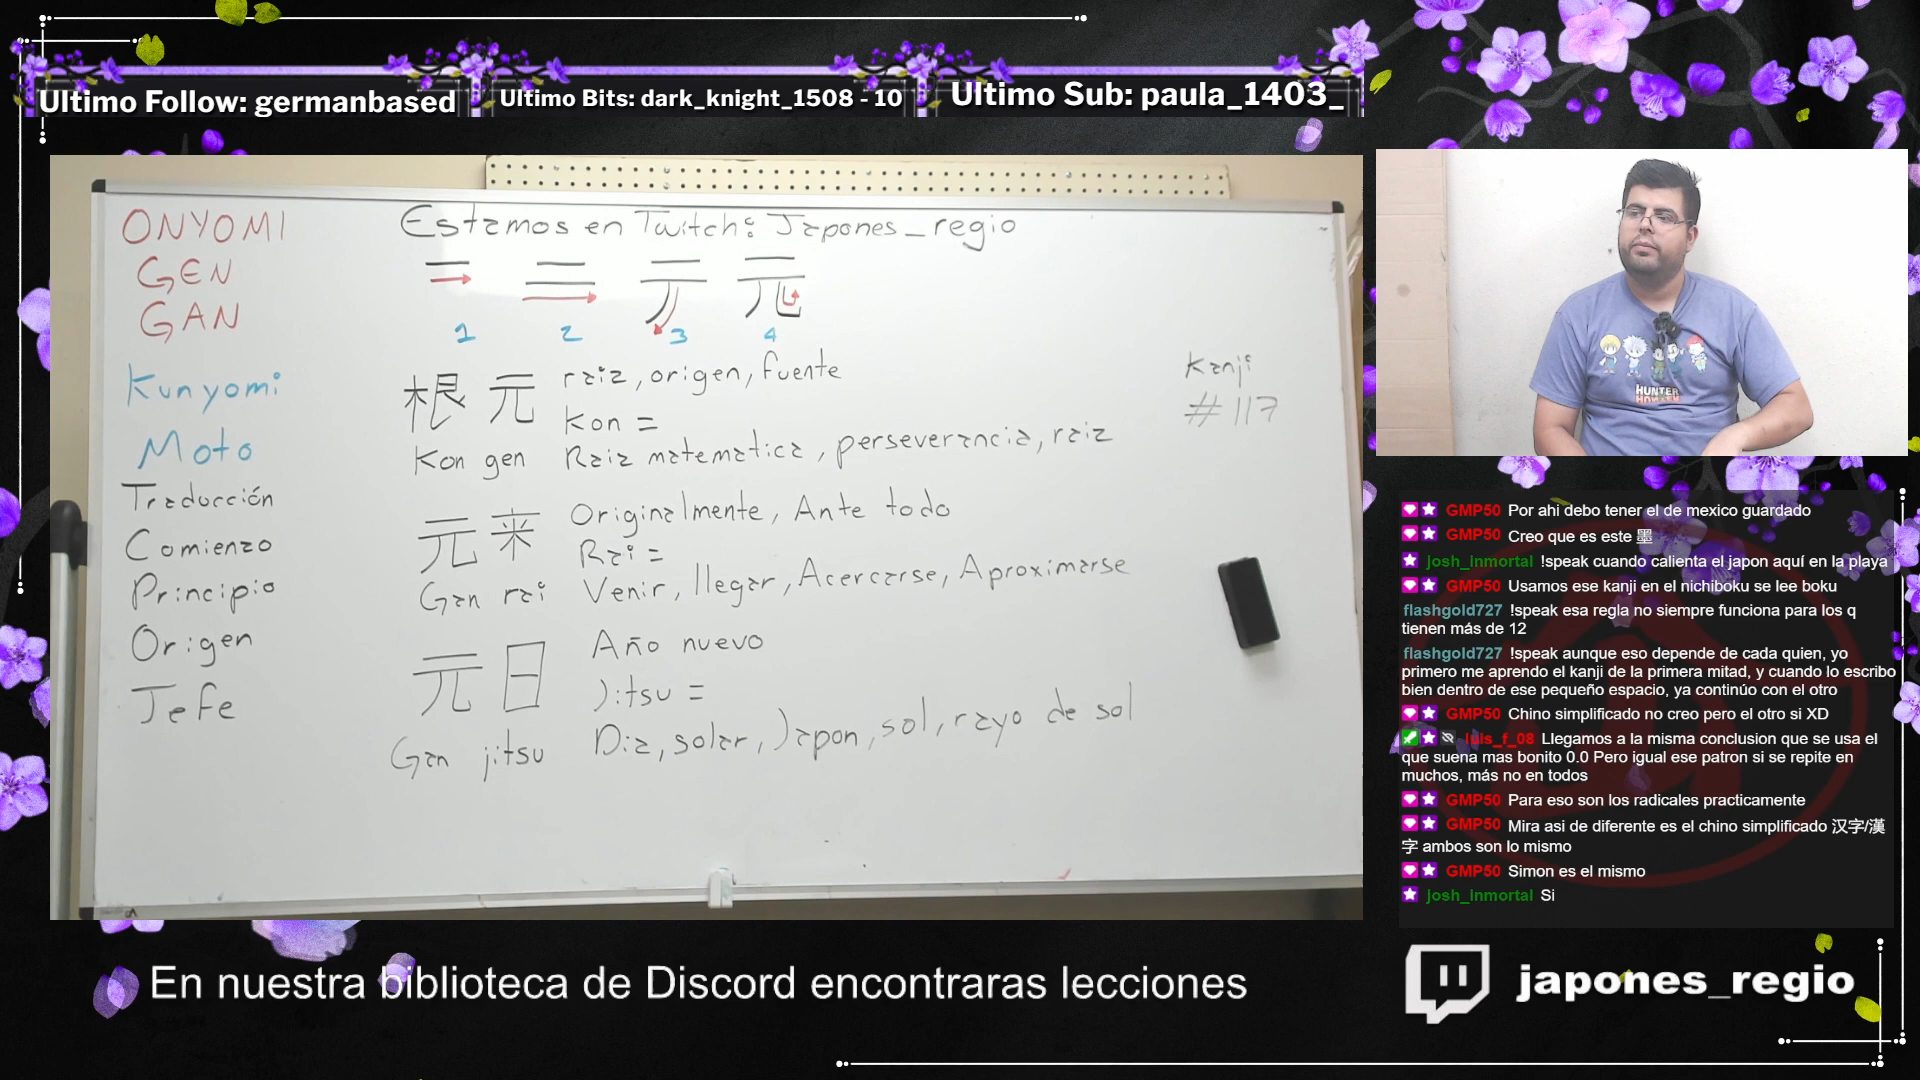 Ultimo Follow: germanbased
Ultimo Bits: dark_knight_1508 - 10
Ultimo Sub: paula_1403_
ONYOMI
GEN
GAN
Kunyomi
Moto
Traducción
Comienzo
Principio
Origen
Jefe
Estamos en Twitch: Japones_regio
一 二 テ 元
1 2 3 4
根元 raiz, origen, fuente
Kon =
Kon gen Raiz matematica, perseverancia, raiz
元来 Originalmente, Ante todo
Rai =
Gan rai Venir, llegar, Acercarse, Aproximarse
元日 Año nuevo
Jitsu =
Gan jitsu Dia, solar, Japon, sol, rayo de sol
Kanji
#117
HUNTER
HUNTER
GMP50 Por ahi debo tener el de mexico guardado
GMP50 Creo que es este 墨
josh_inmortal !speak cuando calienta el japon aquí en la playa
GMP50 Usamos ese kanji en el nichiboku se lee boku
flashgold727 !speak esa regla no siempre funciona para los q
tienen más de 12
flashgold727 !speak aunque eso depende de cada quien, yo
primero me aprendo el kanji de la primera mitad, y cuando lo escribo
bien dentro de ese pequeño espacio, ya continúo con el otro
GMP50 Chino simplificado no creo pero el otro si XD
luis_f_08 Llegamos a la misma conclusion que se usa el
que suena mas bonito 0.0 Pero igual ese patron si se repite en
muchos, más no en todos
GMP50 Para eso son los radicales practicamente
GMP50 Mira asi de diferente es el chino simplificado 汉字/漢
字 ambos son lo mismo
GMP50 Simon es el mismo
josh_inmortal Si
En nuestra biblioteca de Discord encontraras lecciones
japones_regio